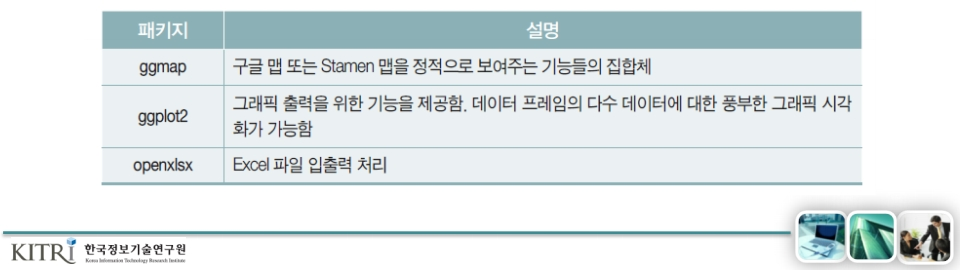 패키지 설명
ggmap 구글 맵 또는 Stamen 맵을 정적으로 보여주는 기능들의 집합체
ggplot2 그래픽 출력을 위한 기능을 제공함. 데이터 프레임의 다수 데이터에 대한 풍부한 그래픽 시각
화가 가능함
openxlsx Excel 파일 입출력 처리
KITRI 한국정보기술연구원
Korea Information Technology Research Institute